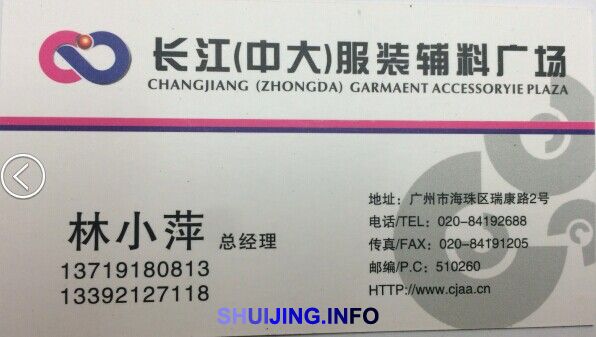 长江(中大)服装辅料广场
CHANGJIANG (ZHONGDA) GARMAENT ACCESSORYIE PLAZA
林小萍 总经理
13719180813
13392127118
地址：广州市海珠区瑞康路2号
电话/TEL：020-84192688
传真/FAX：020-84191205
邮编/P.C：510260
HTTP://www.cjaa.cn
SHUIJING.INFO